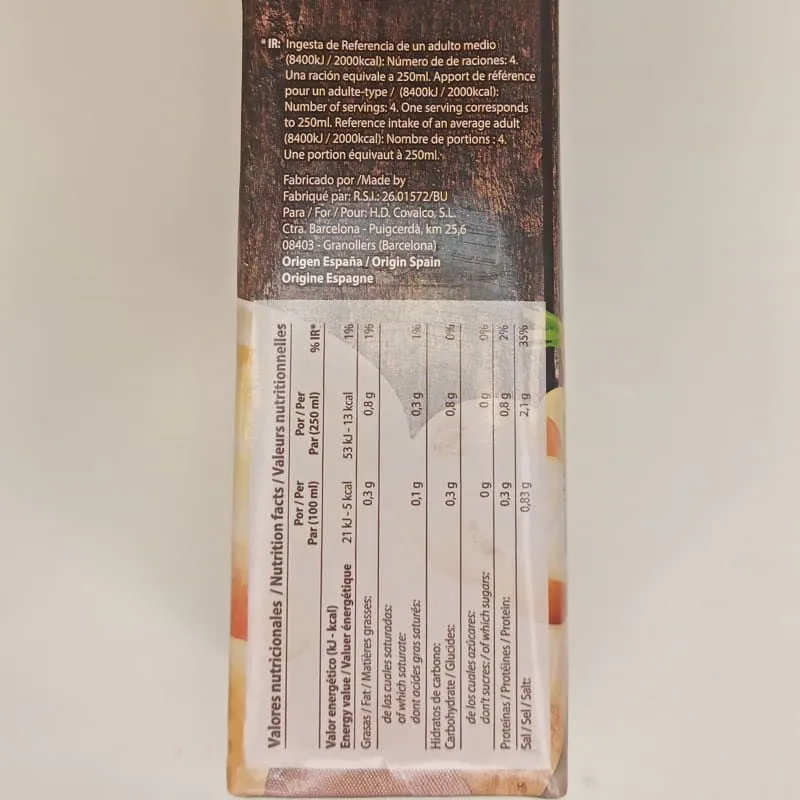 * IR: Ingesta de Referencia de un adulto medio
(8400kJ / 2000kcal): Número de de raciones: 4.
Una ración equivale a 250ml. Apport de référence
pour un adulte-type / (8400kJ / 2000kcal):
Number of servings: 4. One serving corresponds
to 250ml. Reference intake of an average adult
(8400kJ / 2000kcal): Nombre de portions : 4.
Une portion équivaut à 250ml.
Fabricado por /Made by
Fabriqué par: R.S.I.: 26.01572/BU
Para / For / Pour: H.D. Covalco, S.L.
Ctra. Barcelona - Puigcerdà, km 25,6
08403 - Granollers (Barcelona)
Origen España / Origin Spain
Origine Espagne
Valores nutricionales / Nutrition facts / Valeurs nutritionnelles
Por / Per Por / Per
Par (100 ml) Par (250 ml) % IR*
Valor energético (kJ - kcal)
Energy value / Valuer énergétique 21 kJ - 5 kcal 53 kJ - 13 kcal 1%
Grasas / Fat / Matières grasses: 0,3 g 0,8 g 1%
de las cuales saturadas:
of which saturate:
dont acides gras saturés: 0,1 g 0,3 g 1%
Hidratos de carbono:
Carbohydrate / Glucides: 0,3 g 0,8 g 0%
de los cuales azúcares:
don't sucres: / of which sugars: 0 g 0 g 0%
Proteínas / Protéines / Protein: 0,3 g 0,8 g 2%
Sal / Sel / Salt: 0,83 g 2,1 g 35%